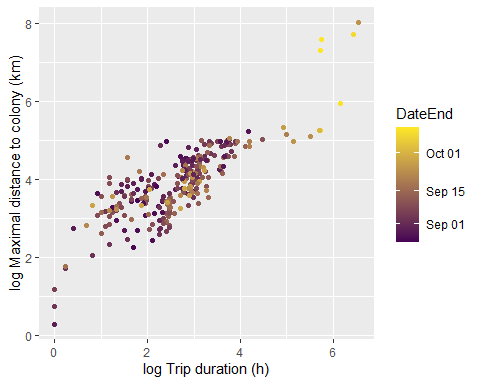 log Maximal distance to colony (km)
8
6
4
2
0
0 2 4 6
log Trip duration (h)
DateEnd
Oct 01
Sep 15
Sep 01